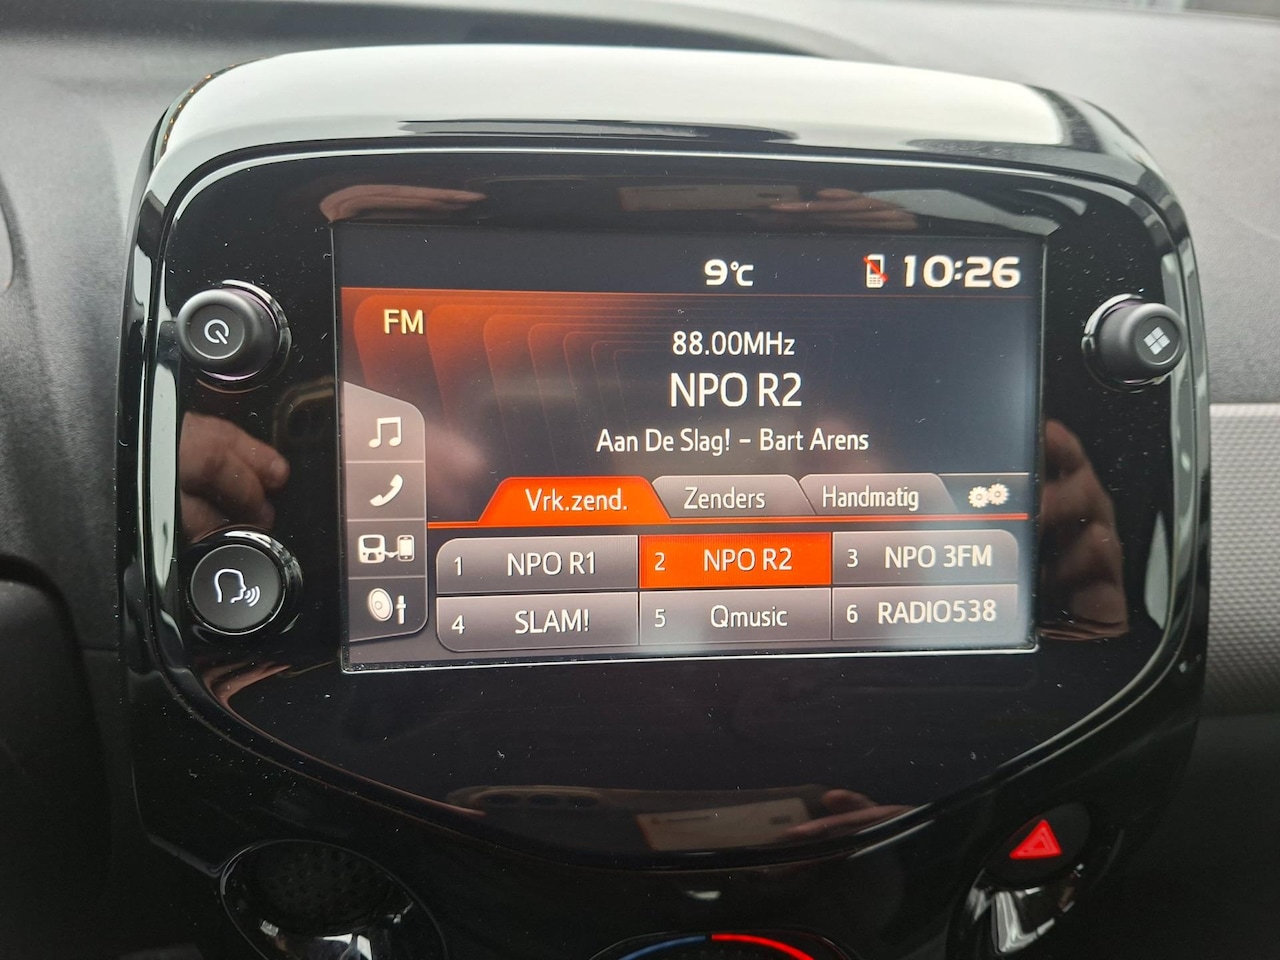 9°C 10:26
FM
88.00MHz
NPO R2
Aan De Slag! - Bart Arens
Vrk.zend. Zenders Handmatig
1 NPO R1 2 NPO R2 3 NPO 3FM
4 SLAM! 5 Qmusic 6 RADIO538